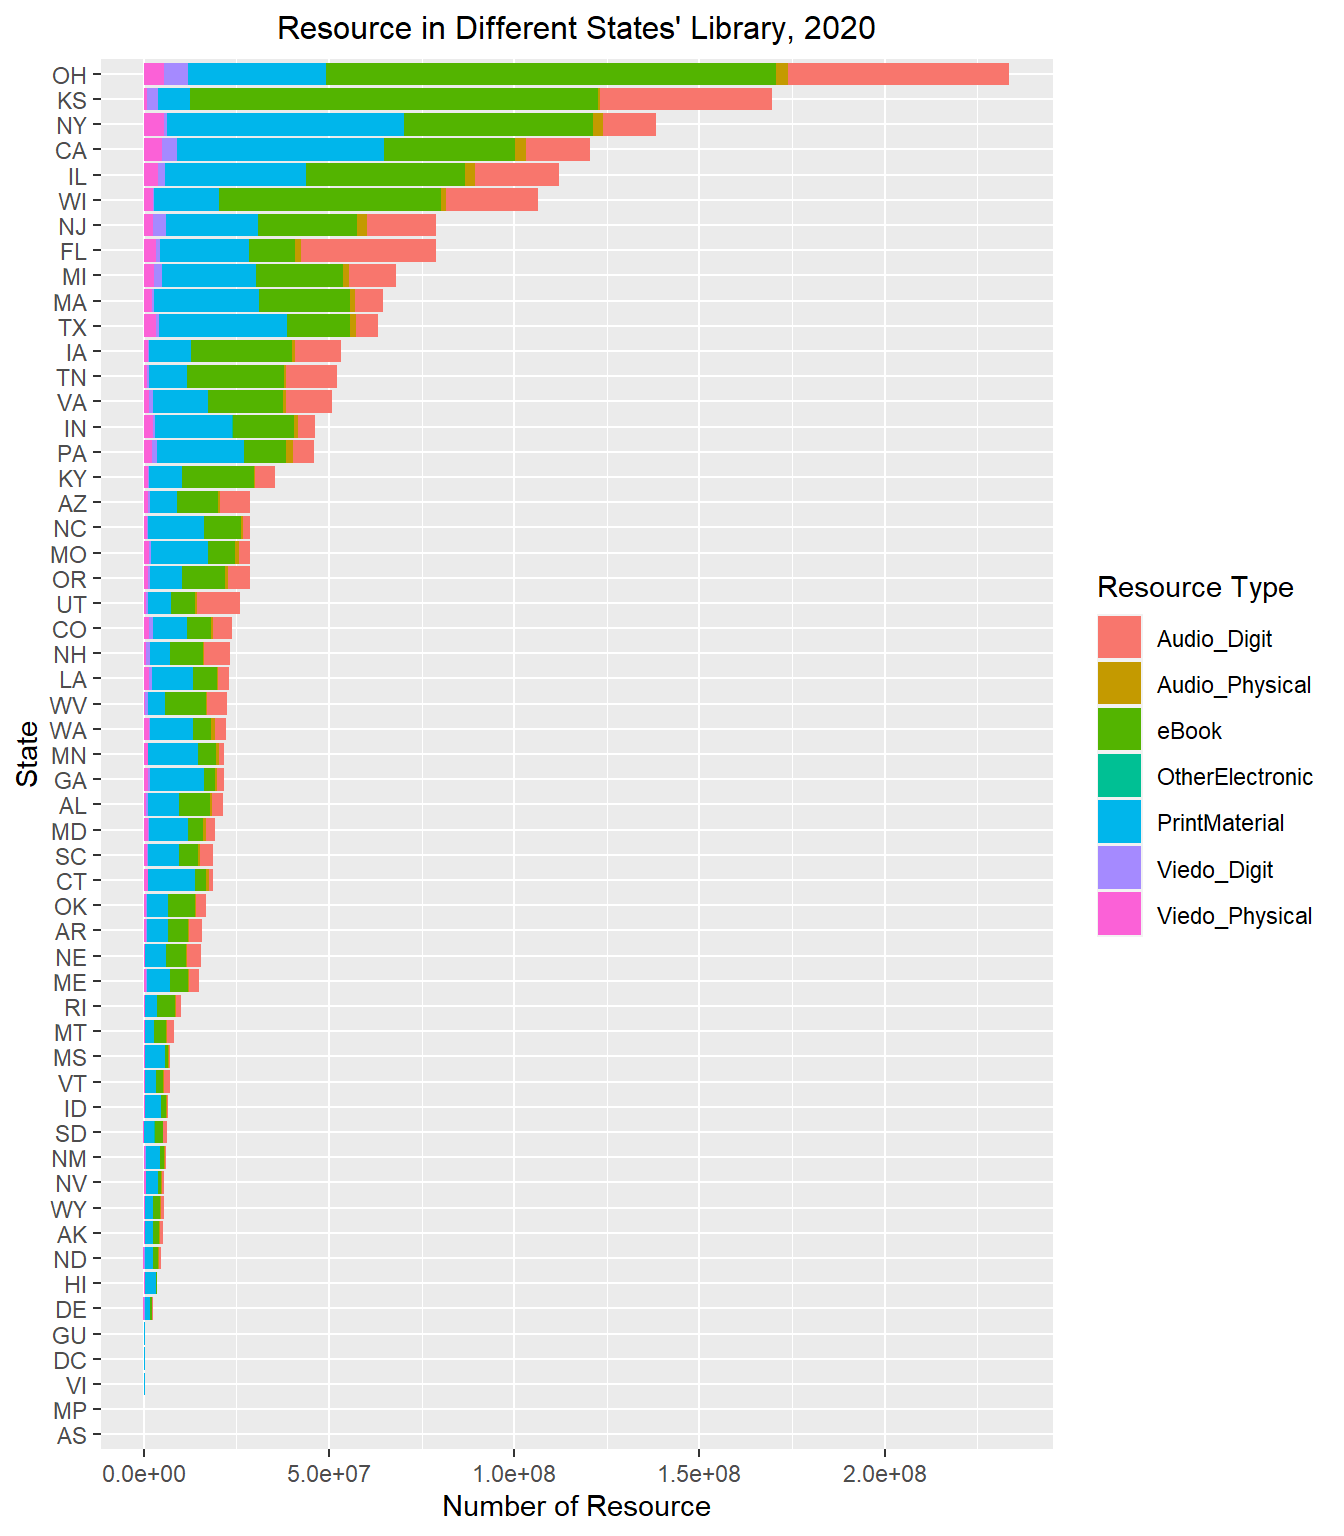 Resource in Different States' Library, 2020
OH
KS
NY
CA
IL
WI
NJ
FL
MI
MA
TX
IA
TN
VA
IN
PA
KY
AZ
NC
MO
OR
UT
CO
NH
LA
WV
WA
MN
GA
AL
MD
SC
CT
OK
AR
NE
ME
RI
MT
MS
VT
ID
SD
NM
NV
WY
AK
ND
HI
DE
GU
DC
VI
MP
AS
State
0.0e+00 5.0e+07 1.0e+08 1.5e+08 2.0e+08
Number of Resource
Resource Type
Audio_Digit
Audio_Physical
eBook
OtherElectronic
PrintMaterial
Viedo_Digit
Viedo_Physical